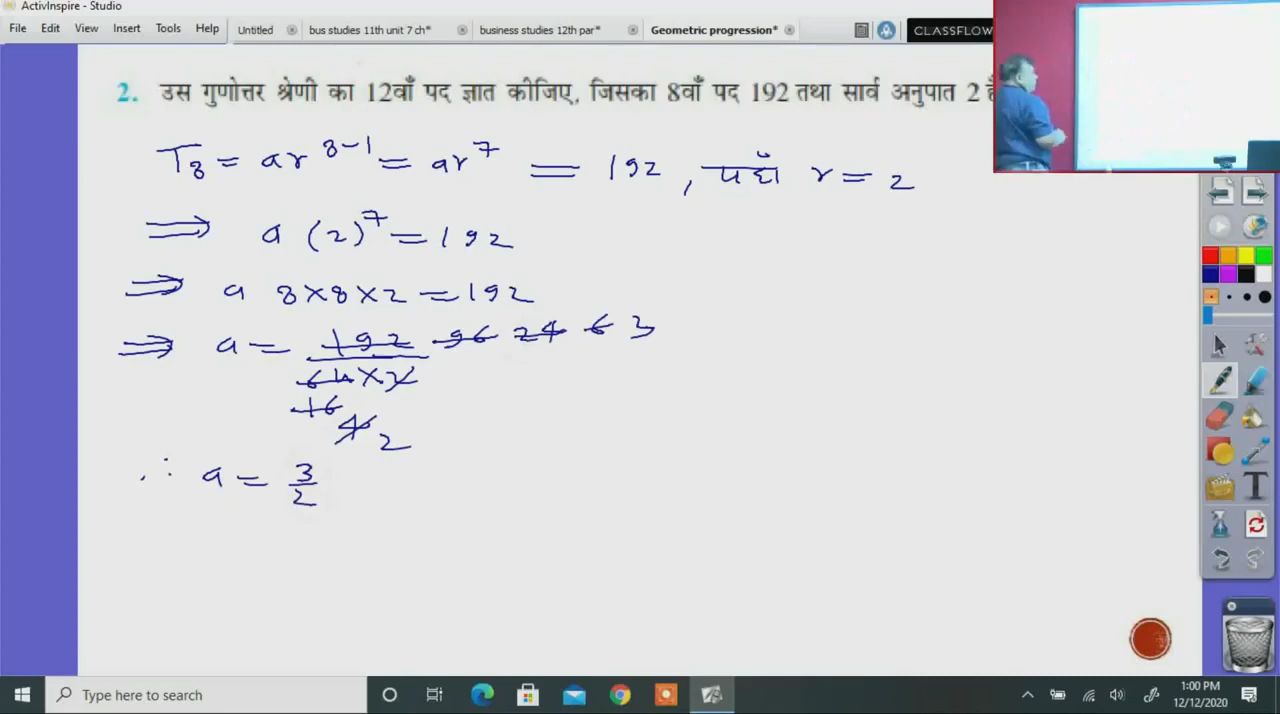 ActivInspire - Studio
File Edit View Insert Tools Help Untitled bus studies 11th unit 7 ch* business studies 12th par* Geometric progression* CLASSFLOW
2. उस गुणोत्तर श्रेणी का 12वाँ पद ज्ञात कीजिए, जिसका 8वाँ पद 192 तथा सार्व अनुपात 2
T₈ = ar⁸⁻¹ = ar⁷ = 192, r = 2
⇒ a (2)⁷ = 192
⇒ a 8×8×2 = 192
⇒ a = 192 96 24 6 3
64×2
16
4 2
∴ a = 3/2
Type here to search
1:00 PM
12/12/2020